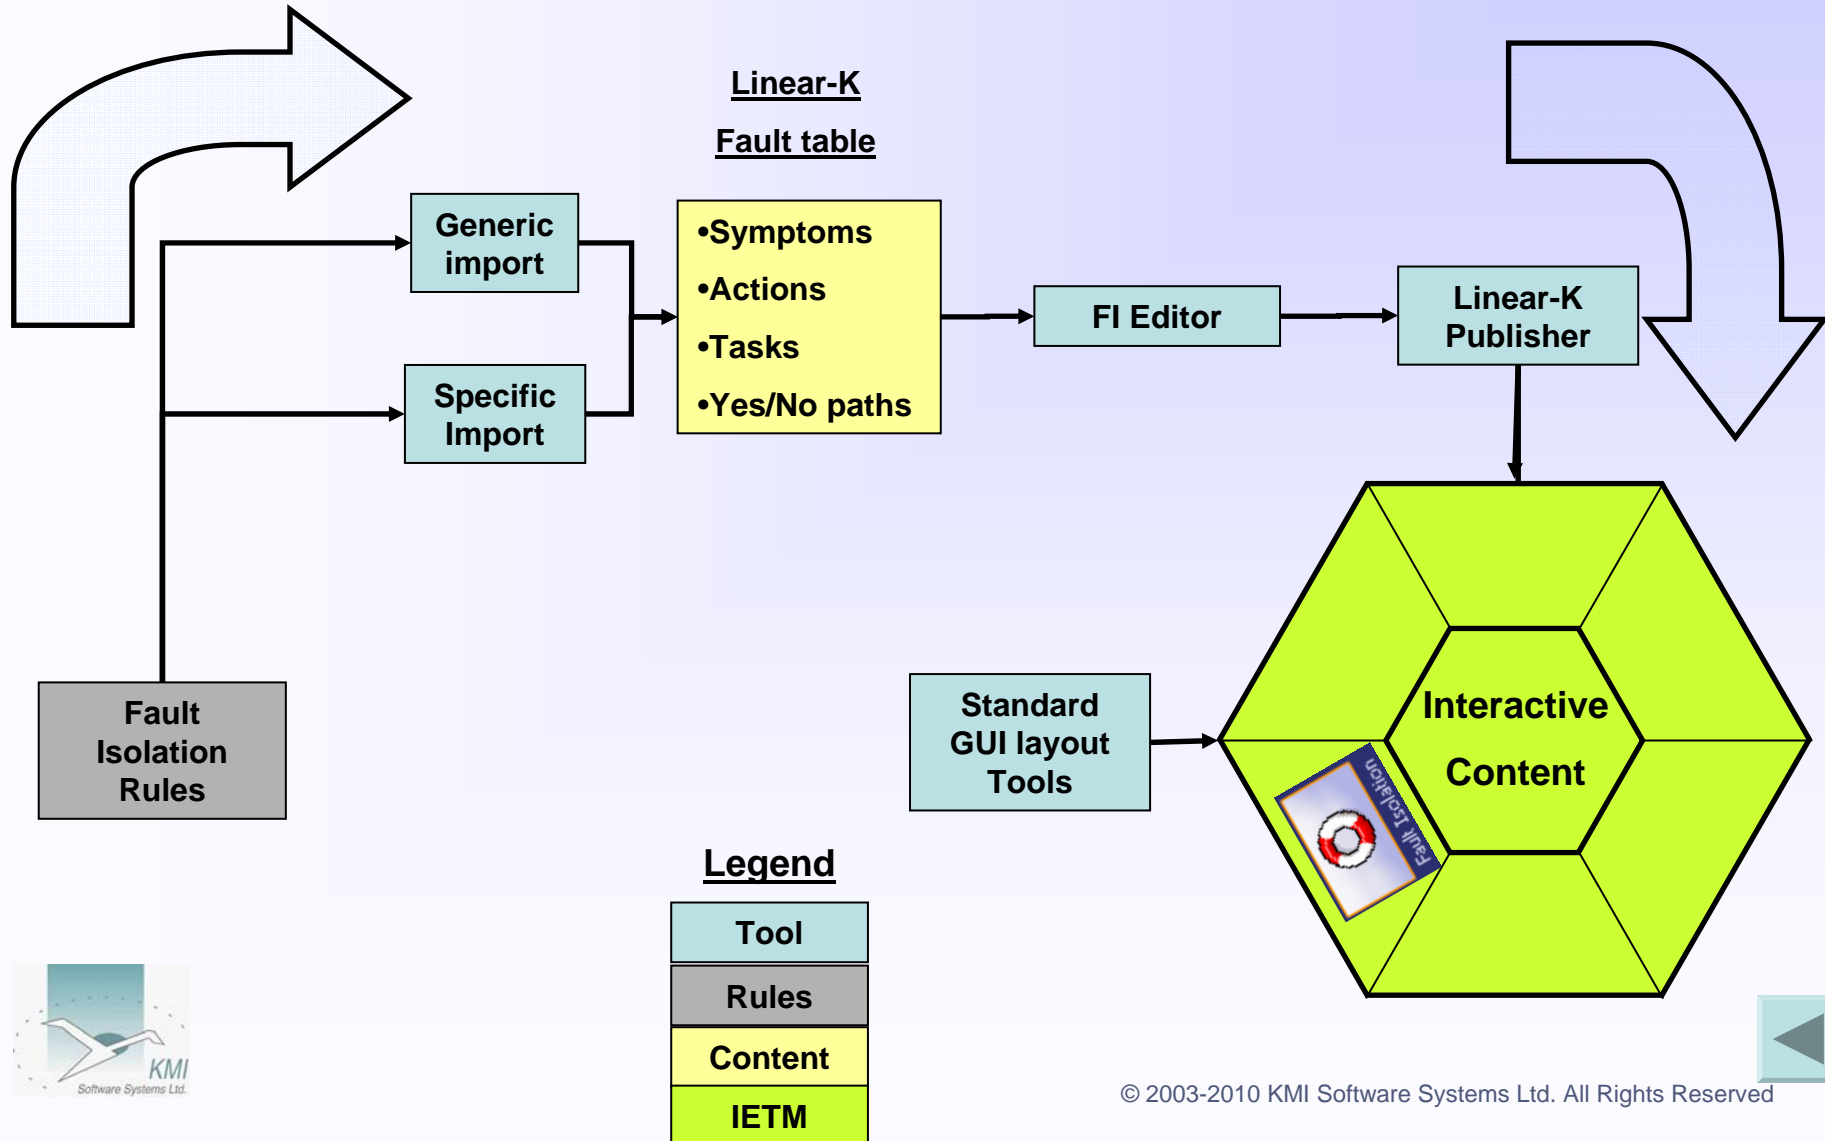 Linear-K
Fault table
Generic
import
Specific
Import
•Symptoms
•Actions
•Tasks
•Yes/No paths
FI Editor
Linear-K
Publisher
Fault
Isolation
Rules
Standard
GUI layout
Tools
Interactive
Content
Fault Isolation
Legend
Tool
Rules
Content
IETM
KMI
Software Systems Ltd.
© 2003-2010 KMI Software Systems Ltd. All Rights Reserved